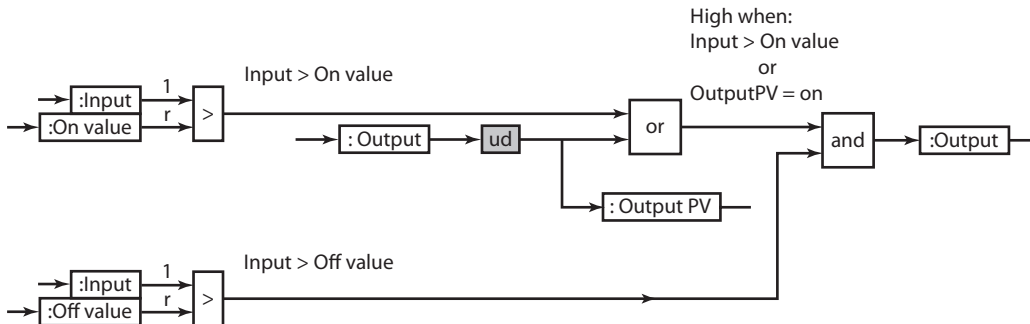 High when:
Input > On value
or
OutputPV = on
Input > On value
1
:Input
r
:On value
>
: Output
ud
or
and
:Output
: Output PV
Input > Off value
1
:Input
r
:Off value
>